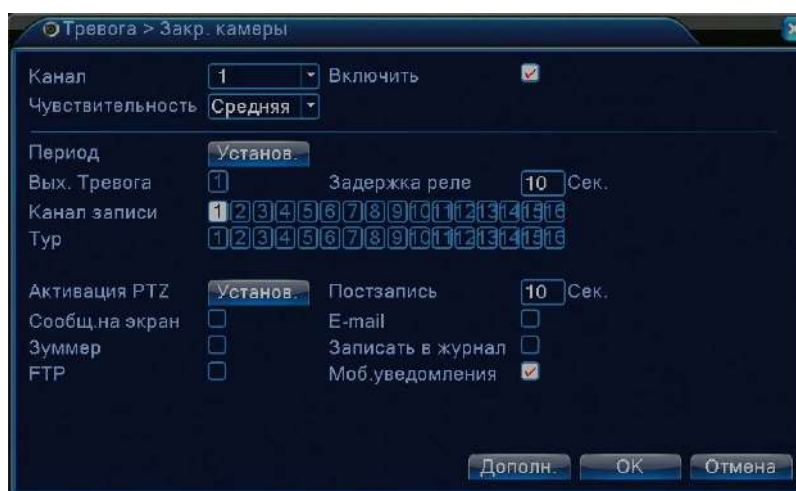 Тревога > Закр. камеры
Канал 1 Включить
Чувствительность Средняя
Период Установ.
Вых. Тревога 1 Задержка реле 10 Сек.
Канал записи 1 2 3 4 5 6 7 8 9 10 11 12 13 14 15 16
Тур 1 2 3 4 5 6 7 8 9 10 11 12 13 14 15 16
Активация PTZ Установ. Постзапись 10 Сек.
Сообщ.на экран E-mail
Зуммер Записать в журнал
FTP Моб.уведомления
Дополн. OK Отмена